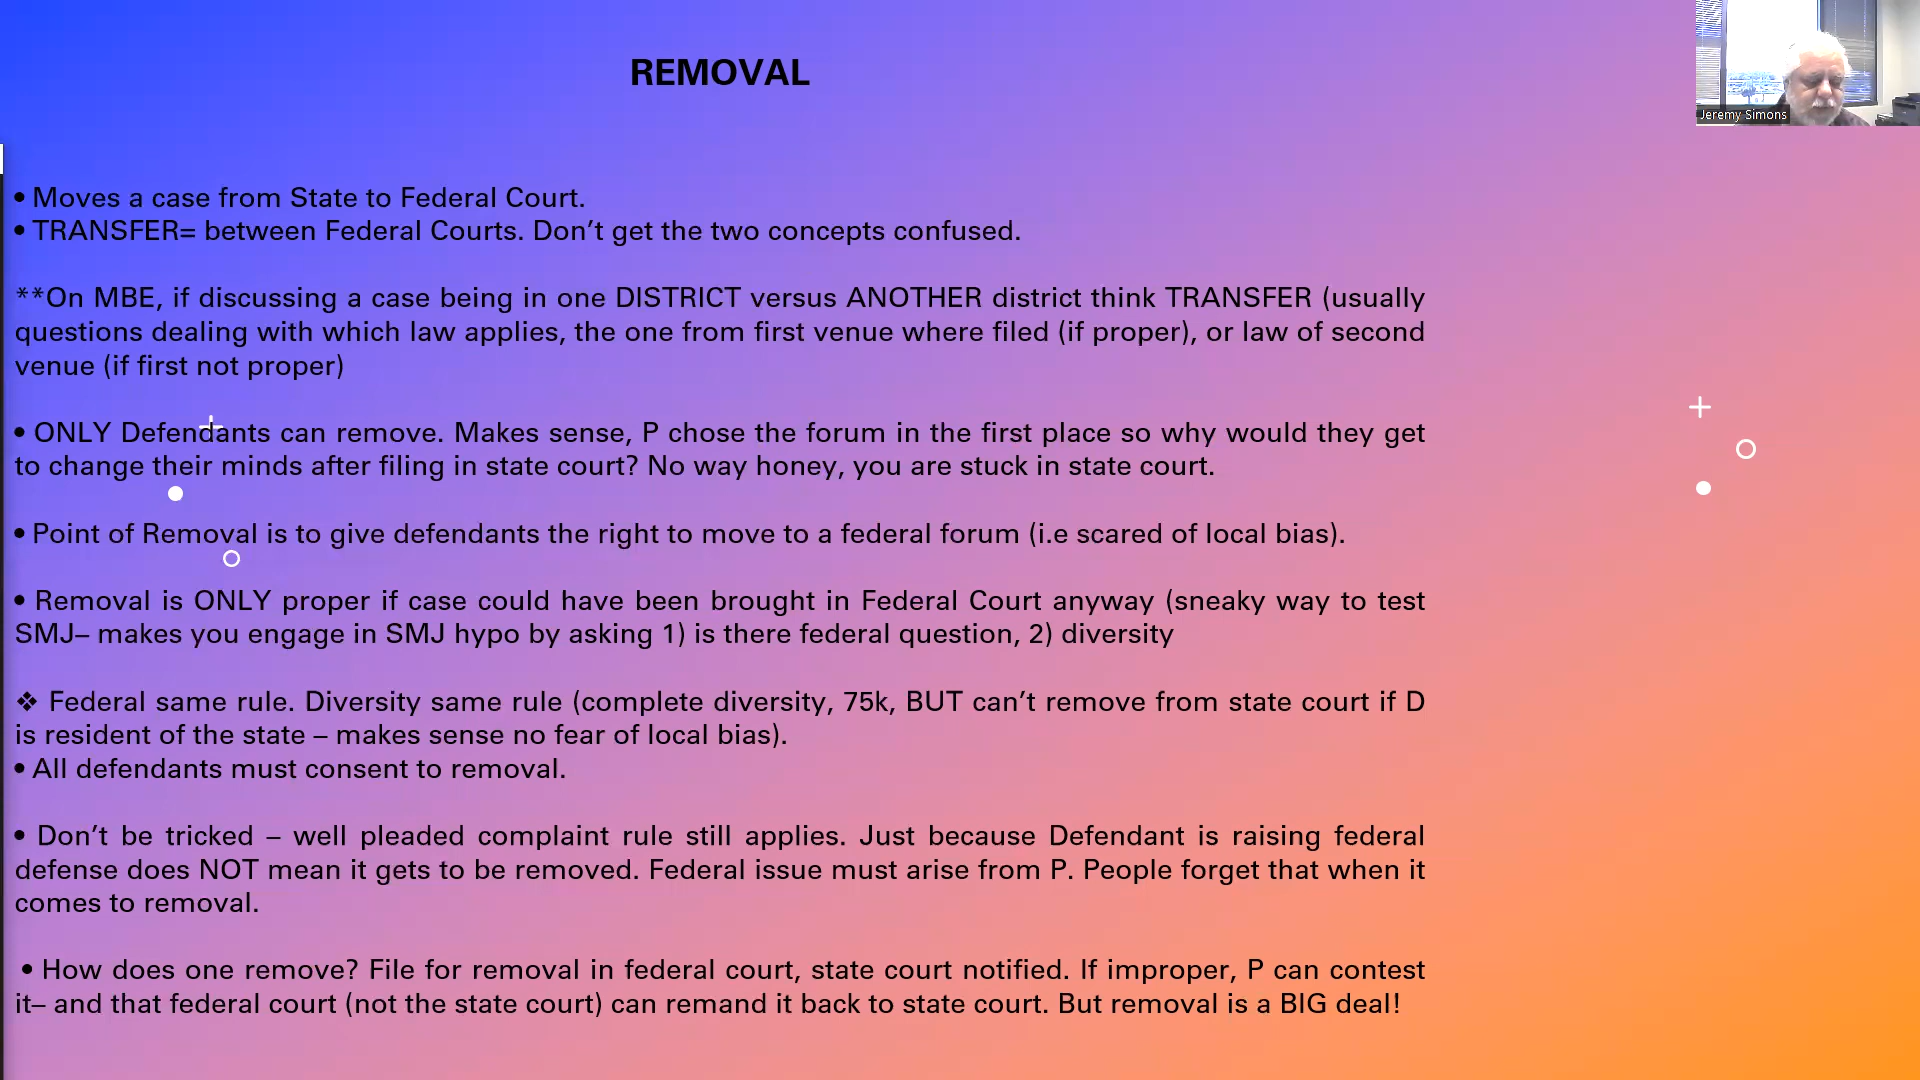 REMOVAL
Jeremy Simons
• Moves a case from State to Federal Court.
• TRANSFER= between Federal Courts. Don’t get the two concepts confused.
**On MBE, if discussing a case being in one DISTRICT versus ANOTHER district think TRANSFER (usually
questions dealing with which law applies, the one from first venue where filed (if proper), or law of second
venue (if first not proper)
• ONLY Defendants can remove. Makes sense, P chose the forum in the first place so why would they get
to change their minds after filing in state court? No way honey, you are stuck in state court.
• Point of Removal is to give defendants the right to move to a federal forum (i.e scared of local bias).
• Removal is ONLY proper if case could have been brought in Federal Court anyway (sneaky way to test
SMJ– makes you engage in SMJ hypo by asking 1) is there federal question, 2) diversity
❖ Federal same rule. Diversity same rule (complete diversity, 75k, BUT can’t remove from state court if D
is resident of the state – makes sense no fear of local bias).
• All defendants must consent to removal.
• Don’t be tricked – well pleaded complaint rule still applies. Just because Defendant is raising federal
defense does NOT mean it gets to be removed. Federal issue must arise from P. People forget that when it
comes to removal.
• How does one remove? File for removal in federal court, state court notified. If improper, P can contest
it– and that federal court (not the state court) can remand it back to state court. But removal is a BIG deal!